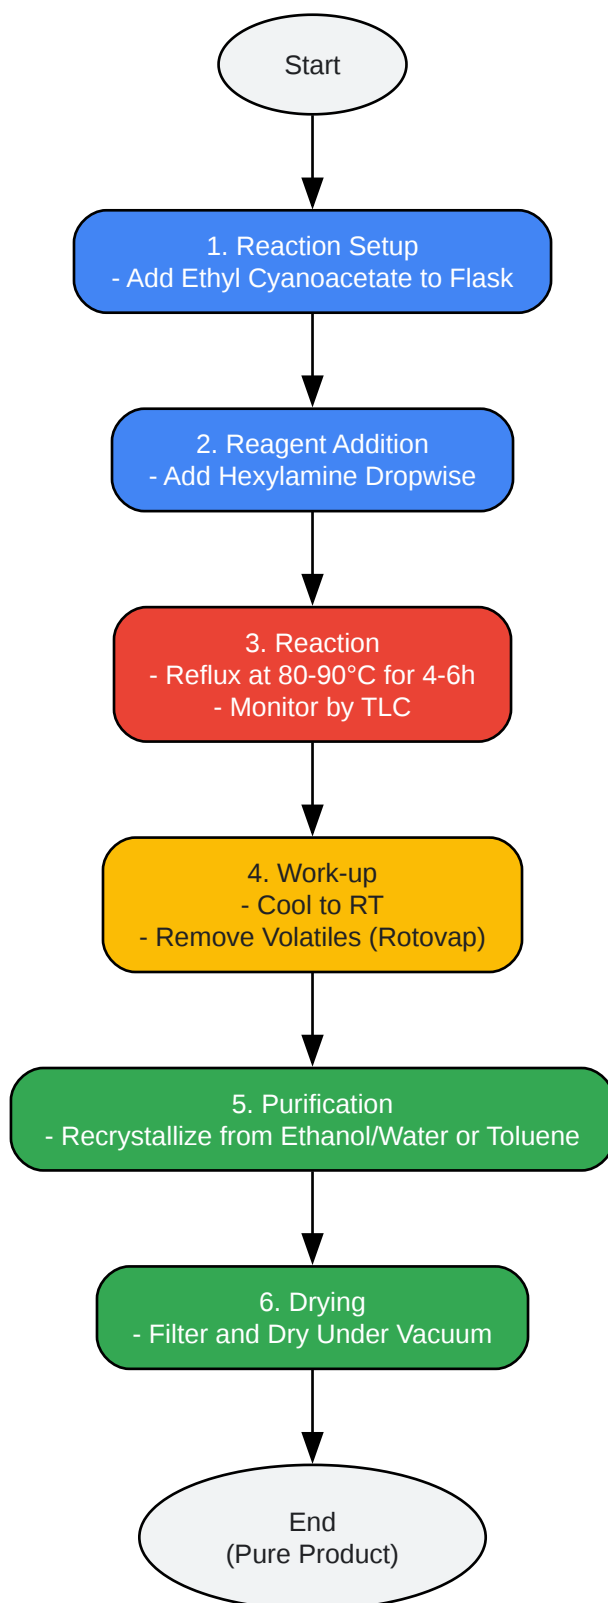 Start
1. Reaction Setup
- Add Ethyl Cyanoacetate to Flask
2. Reagent Addition
- Add Hexylamine Dropwise
3. Reaction
- Reflux at 80-90°C for 4-6h
- Monitor by TLC
4. Work-up
- Cool to RT
- Remove Volatiles (Rotovap)
5. Purification
- Recrystallize from Ethanol/Water or Toluene
6. Drying
- Filter and Dry Under Vacuum
End
(Pure Product)